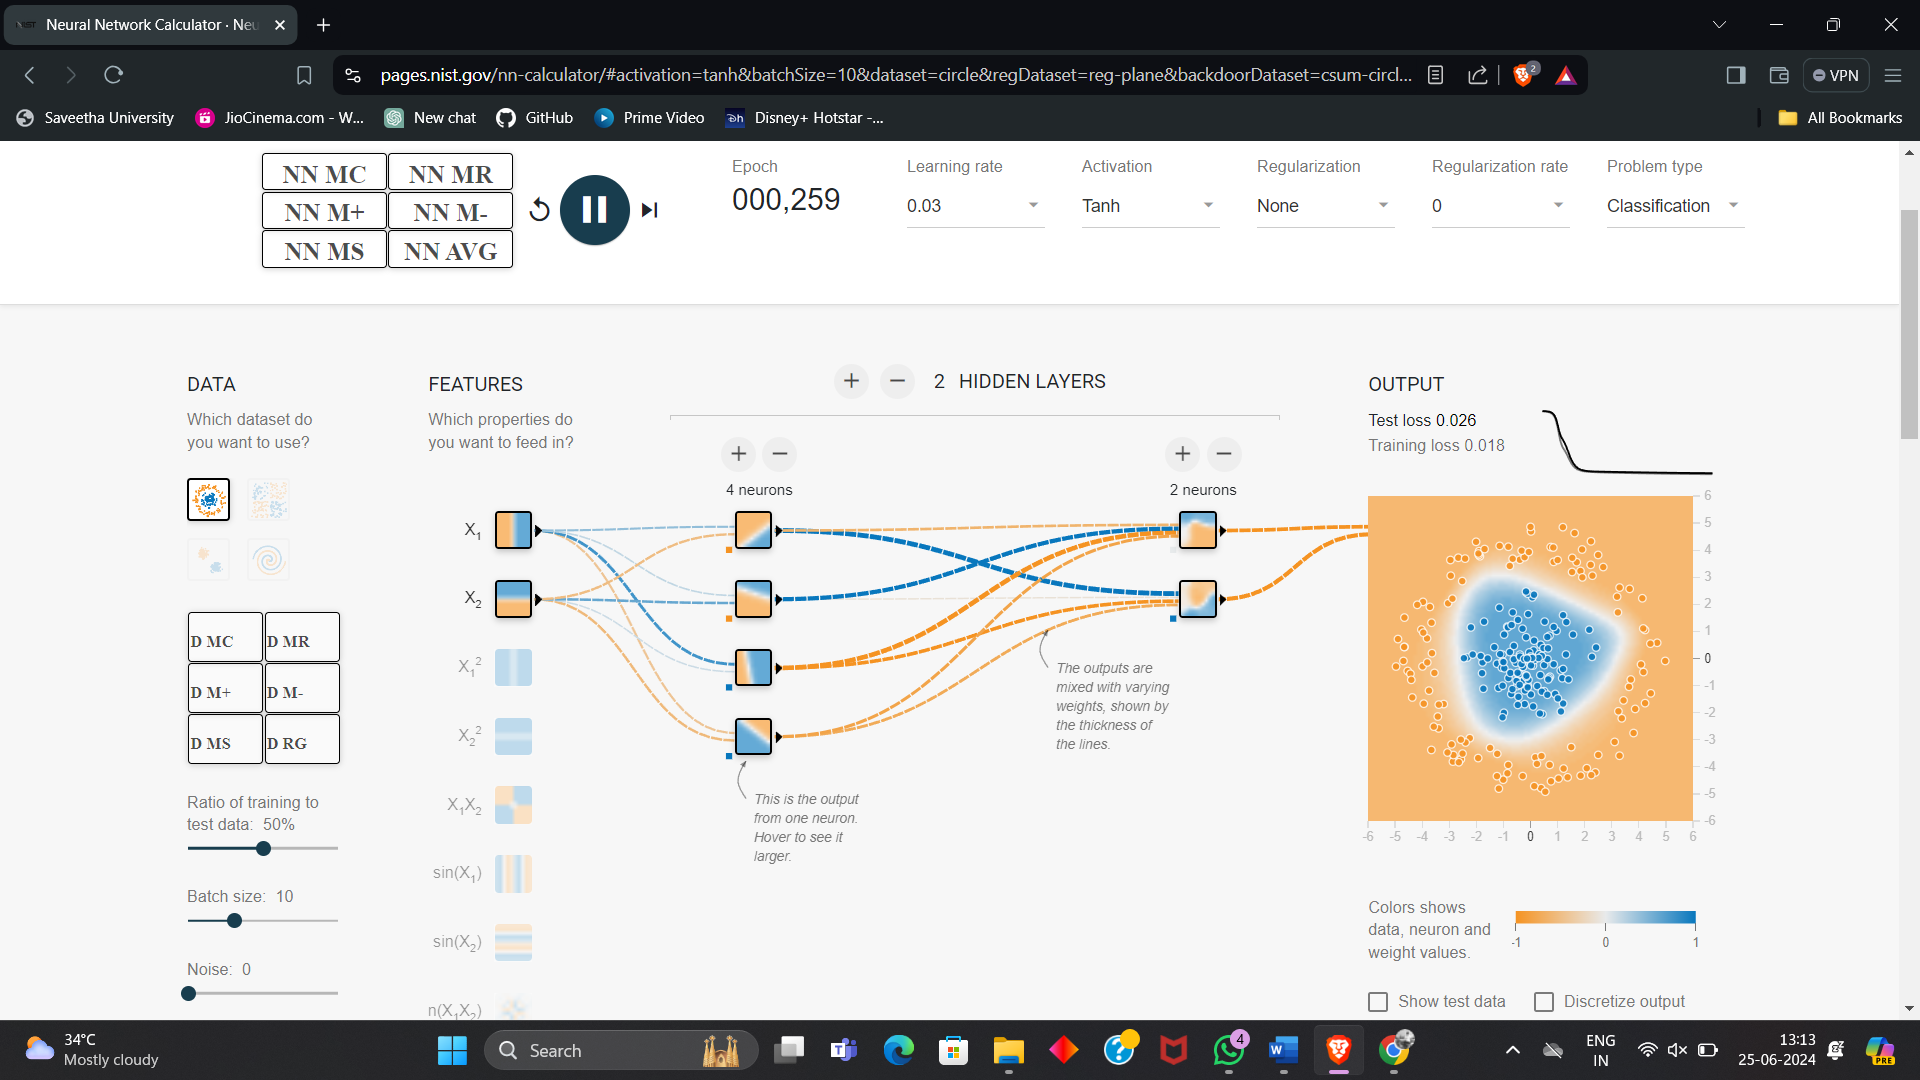 Neural Network Calculator · Neu
pages.nist.gov/nn-calculator/#activation=tanh&batchSize=10&dataset=circle&regDataset=reg-plane&backdoorDataset=csum-circl...
2
VPN
Saveetha University
JioCinema.com - W...
New chat
GitHub
Prime Video
Disney+ Hotstar -...
All Bookmarks
NN MC NN MR
NN M+ NN M-
NN MS NN AVG
Epoch
000,259
Learning rate
0.03
Activation
Tanh
Regularization
None
Regularization rate
0
Problem type
Classification
DATA
Which dataset do
you want to use?
D MC D MR
D M+ D M-
D MS D RG
Ratio of training to
test data: 50%
Batch size: 10
Noise: 0
FEATURES
Which properties do
you want to feed in?
X1
X2
X1²
X2²
X1X2
sin(X1)
sin(X2)
n(X1X2)
+ − 2 HIDDEN LAYERS
+ −
4 neurons
+ −
2 neurons
The outputs are
mixed with varying
weights, shown by
the thickness of
the lines.
This is the output
from one neuron.
Hover to see it
larger.
OUTPUT
Test loss 0.026
Training loss 0.018
6
5
4
3
2
1
0
-1
-2
-3
-4
-5
-6
-6 -5 -4 -3 -2 -1 0 1 2 3 4 5 6
Colors shows
data, neuron and
weight values.
-1 0 1
Show test data
Discretize output
34°C
Mostly cloudy
Search
4
ENG
IN
13:13
25-06-2024
PRE